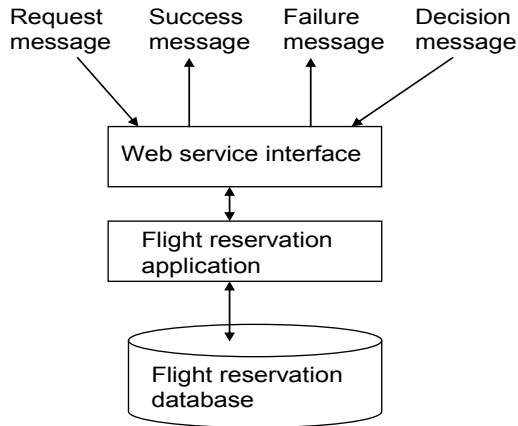 Request message
Success message
Failure message
Decision message
Web service interface
Flight reservation
application
Flight reservation
database